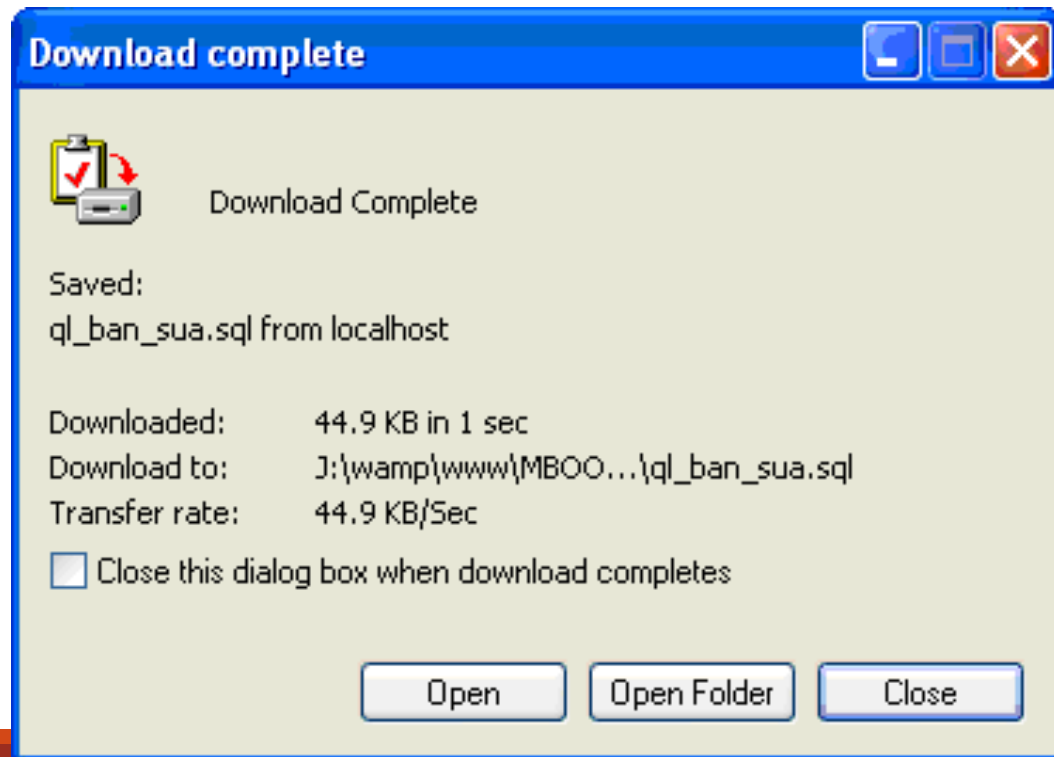 Download complete
Download Complete
Saved:
ql_ban_sua.sql from localhost
Downloaded: 44.9 KB in 1 sec
Download to: J:\wamp\www\MBOO...\ql_ban_sua.sql
Transfer rate: 44.9 KB/Sec
Close this dialog box when download completes
Open Open Folder Close